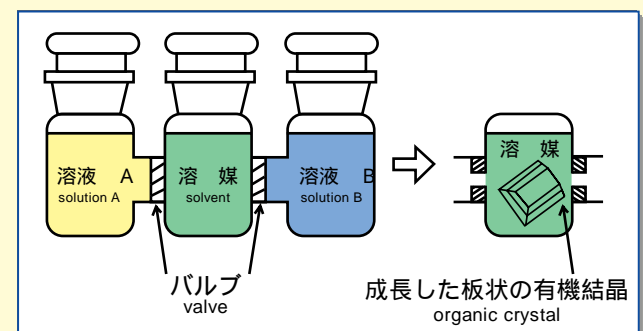 溶液 A
solution A
溶 媒
solvent
溶液 B
solution B
バルブ
valve
溶 媒
成長した板状の有機結晶
organic crystal